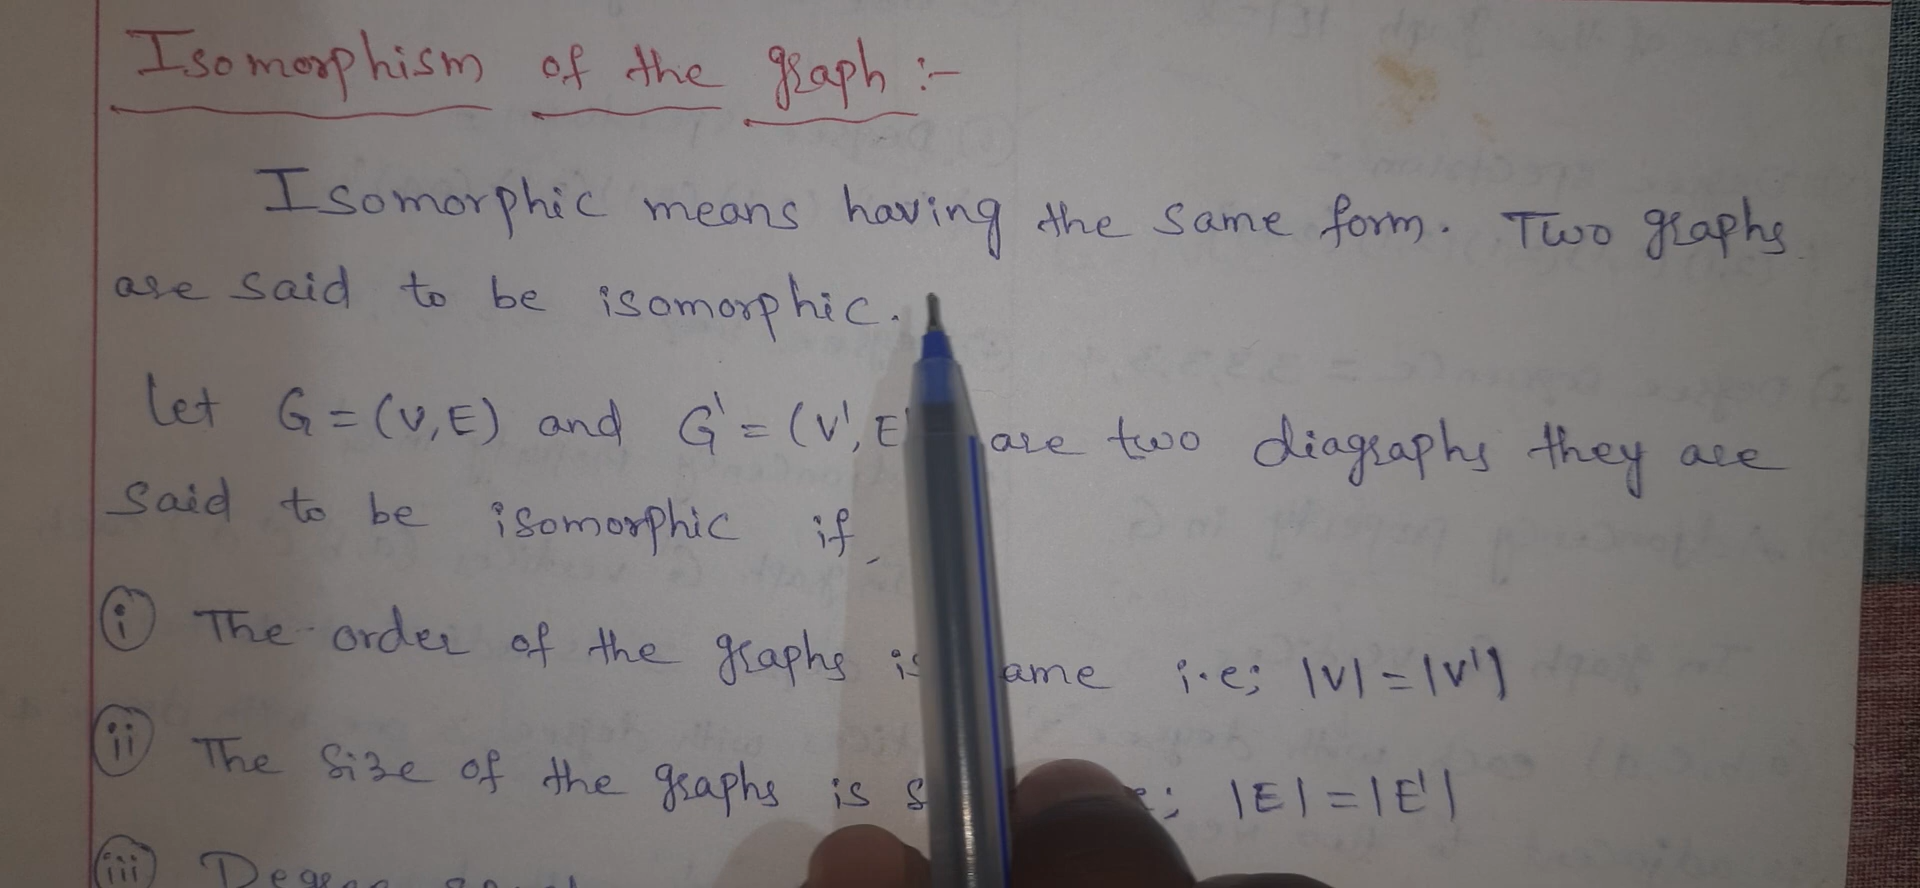 Isomorphism of the graph :-
Isomorphic means having the same form. Two graphs
are said to be isomorphic.
let G = (V, E) and G' = (V', E' are two diagraphs they are
said to be isomorphic if
(i) The order of the graphs is ame i.e; |V| = |V'|
(ii) The size of the graphs is s e; |E| = |E'|
(iii) Degree